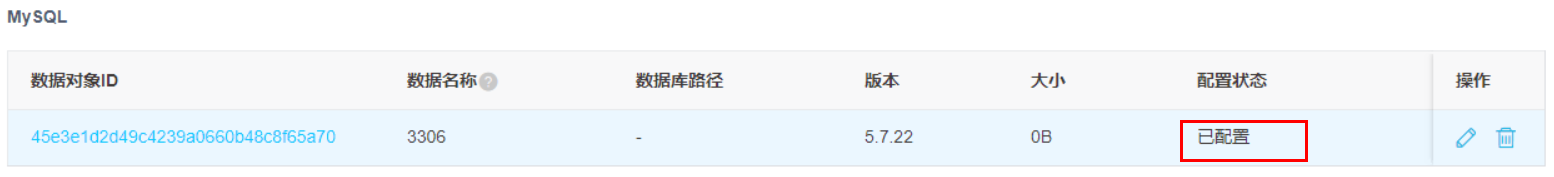 MySQL
数据对象ID 数据名称 ? 数据库路径 版本 大小 配置状态 操作
45e3e1d2d49c4239a0660b48c8f65a70 3306 - 5.7.22 0B 已配置